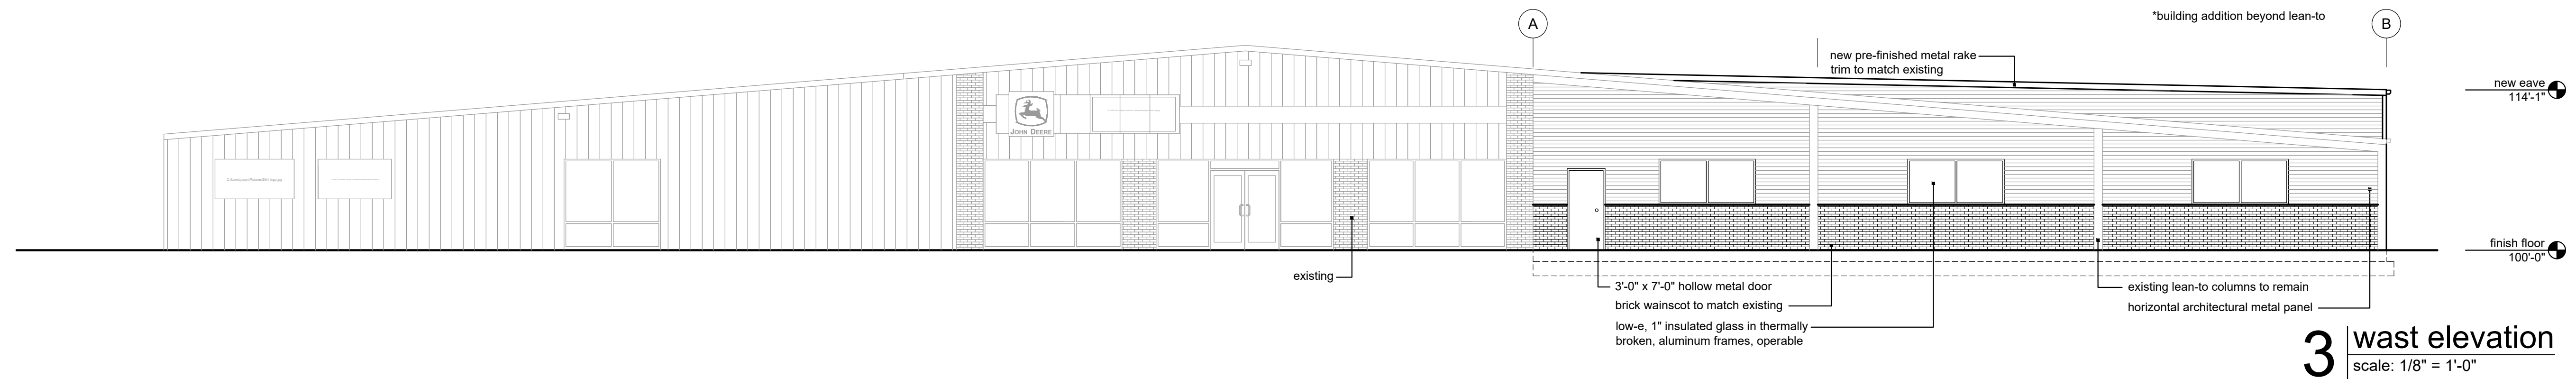 A
*building addition beyond lean-to
B
new pre-finished metal rake
trim to match existing
new eave
114'-1"
JOHN DEERE
finish floor
100'-0"
existing
3'-0" x 7'-0" hollow metal door
brick wainscot to match existing
low-e, 1" insulated glass in thermally
broken, aluminum frames, operable
existing lean-to columns to remain
horizontal architectural metal panel
3
wast elevation
scale: 1/8" = 1'-0"